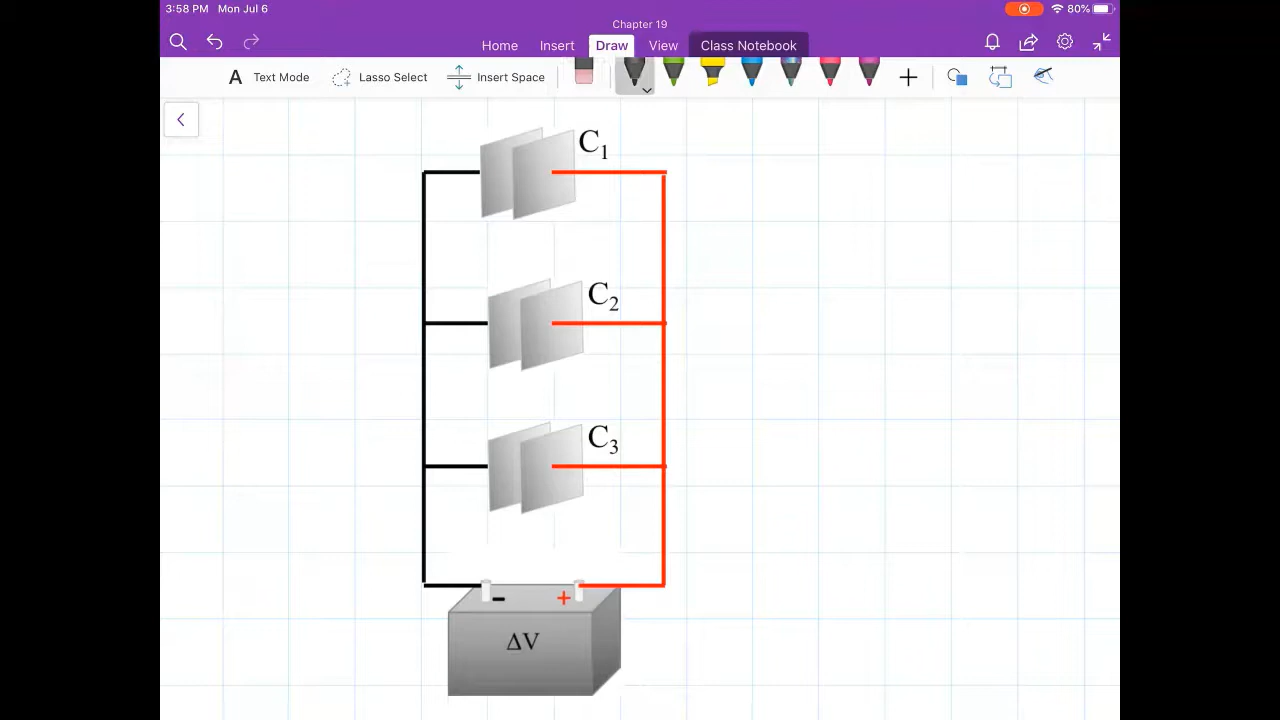 3:58 PM Mon Jul 6
80%
Chapter 19
Home Insert Draw View Class Notebook
A Text Mode Lasso Select Insert Space
C1
C2
C3
- +
ΔV